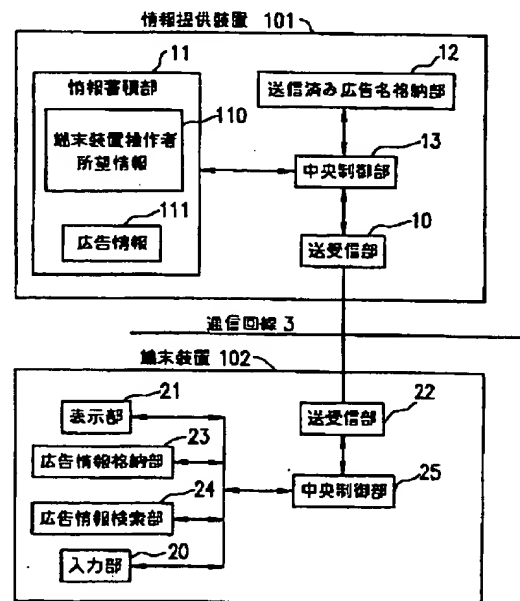 情報提供装置 101
11
情報蓄積部
110
端末装置操作者
所望情報
111
広告情報
12
送信済み広告名格納部
13
中央制御部
10
送受信部
通信回線 3
端末装置 102
21
表示部
22
送受信部
23
広告情報格納部
24
広告情報検索部
25
中央制御部
20
入力部